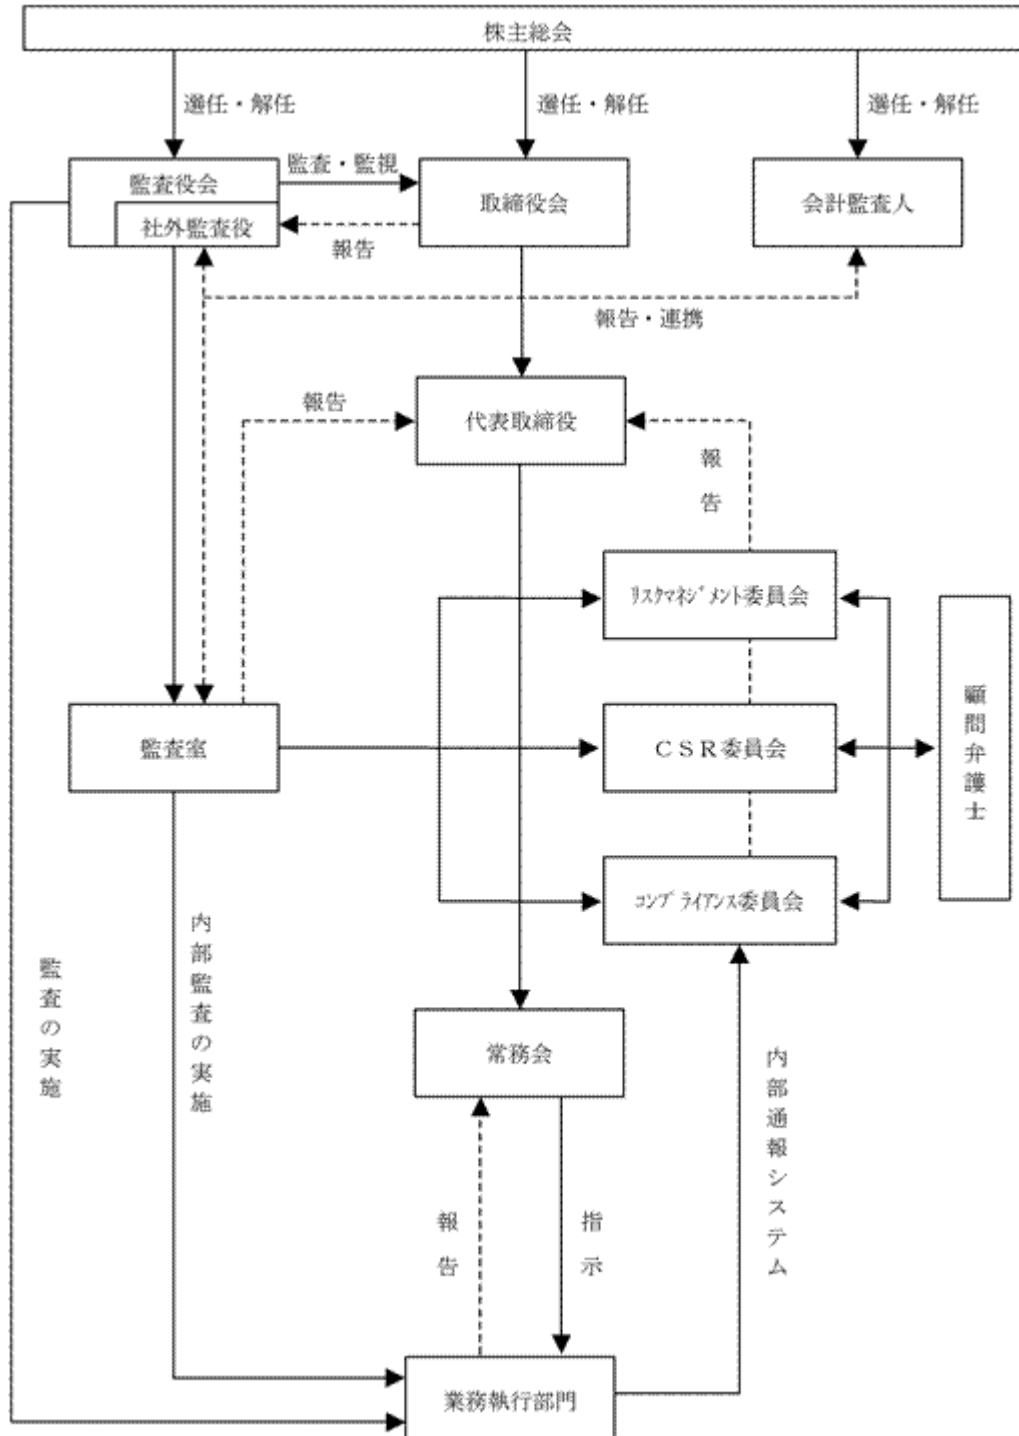 株主総会
選任・解任
選任・解任
選任・解任
監査役会
監査・監視
取締役会
会計監査人
社外監査役
報告
報告・連携
報告
代表取締役
報告
ﾘｽｸﾏﾈｼﾞﾒﾝﾄ委員会
顧問弁護士
監査室
ＣＳＲ委員会
ｺﾝﾌﾟﾗｲｱﾝｽ委員会
監査の実施
内部監査の実施
常務会
内部通報システム
報告
指示
業務執行部門